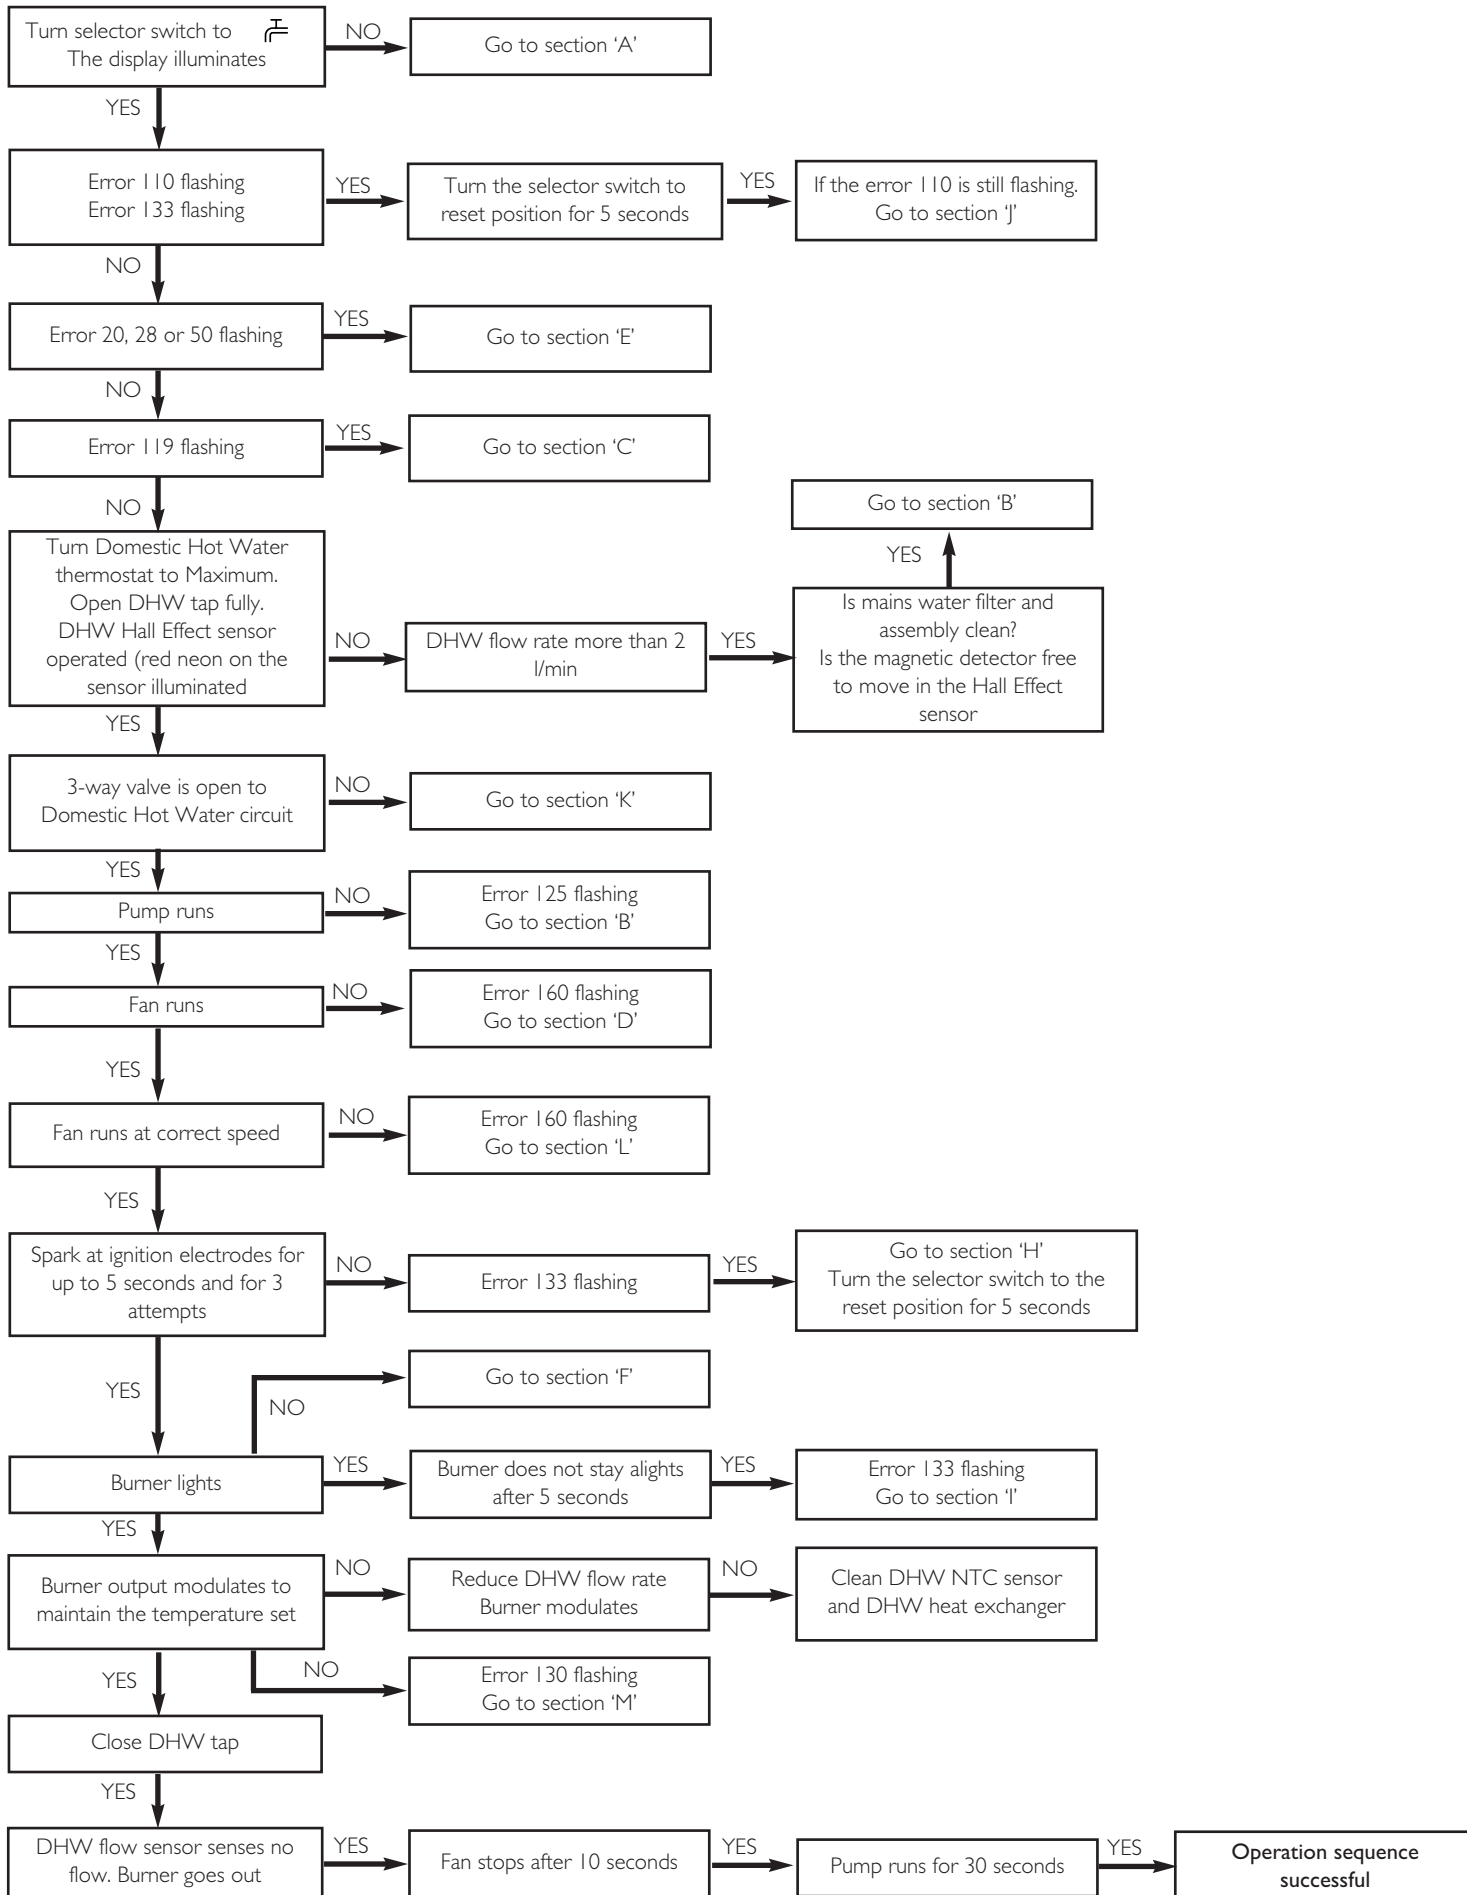 Turn selector switch to
The display illuminates
NO
Go to section ‘A’
YES
Error 110 flashing
Error 133 flashing
YES
Turn the selector switch to
reset position for 5 seconds
YES
If the error 110 is still flashing.
Go to section ‘J’
NO
Error 20, 28 or 50 flashing
YES
Go to section ‘E’
NO
Error 119 flashing
YES
Go to section ‘C’
NO
Turn Domestic Hot Water
thermostat to Maximum.
Open DHW tap fully.
DHW Hall Effect sensor
operated (red neon on the
sensor illuminated
NO
DHW flow rate more than 2
l/min
YES
Is mains water filter and
assembly clean?
Is the magnetic detector free
to move in the Hall Effect
sensor
YES
Go to section ‘B’
YES
3-way valve is open to
Domestic Hot Water circuit
NO
Go to section ‘K’
YES
Pump runs
NO
Error 125 flashing
Go to section ‘B’
YES
Fan runs
NO
Error 160 flashing
Go to section ‘D’
YES
Fan runs at correct speed
NO
Error 160 flashing
Go to section ‘L’
YES
Spark at ignition electrodes for
up to 5 seconds and for 3
attempts
NO
Error 133 flashing
YES
Go to section ‘H’
Turn the selector switch to the
reset position for 5 seconds
YES
NO
Go to section ‘F’
Burner lights
YES
Burner does not stay alights
after 5 seconds
YES
Error 133 flashing
Go to section ‘I’
YES
Burner output modulates to
maintain the temperature set
NO
Reduce DHW flow rate
Burner modulates
NO
Clean DHW NTC sensor
and DHW heat exchanger
NO
Error 130 flashing
Go to section ‘M’
YES
Close DHW tap
YES
DHW flow sensor senses no
flow. Burner goes out
YES
Fan stops after 10 seconds
YES
Pump runs for 30 seconds
YES
Operation sequence
successful